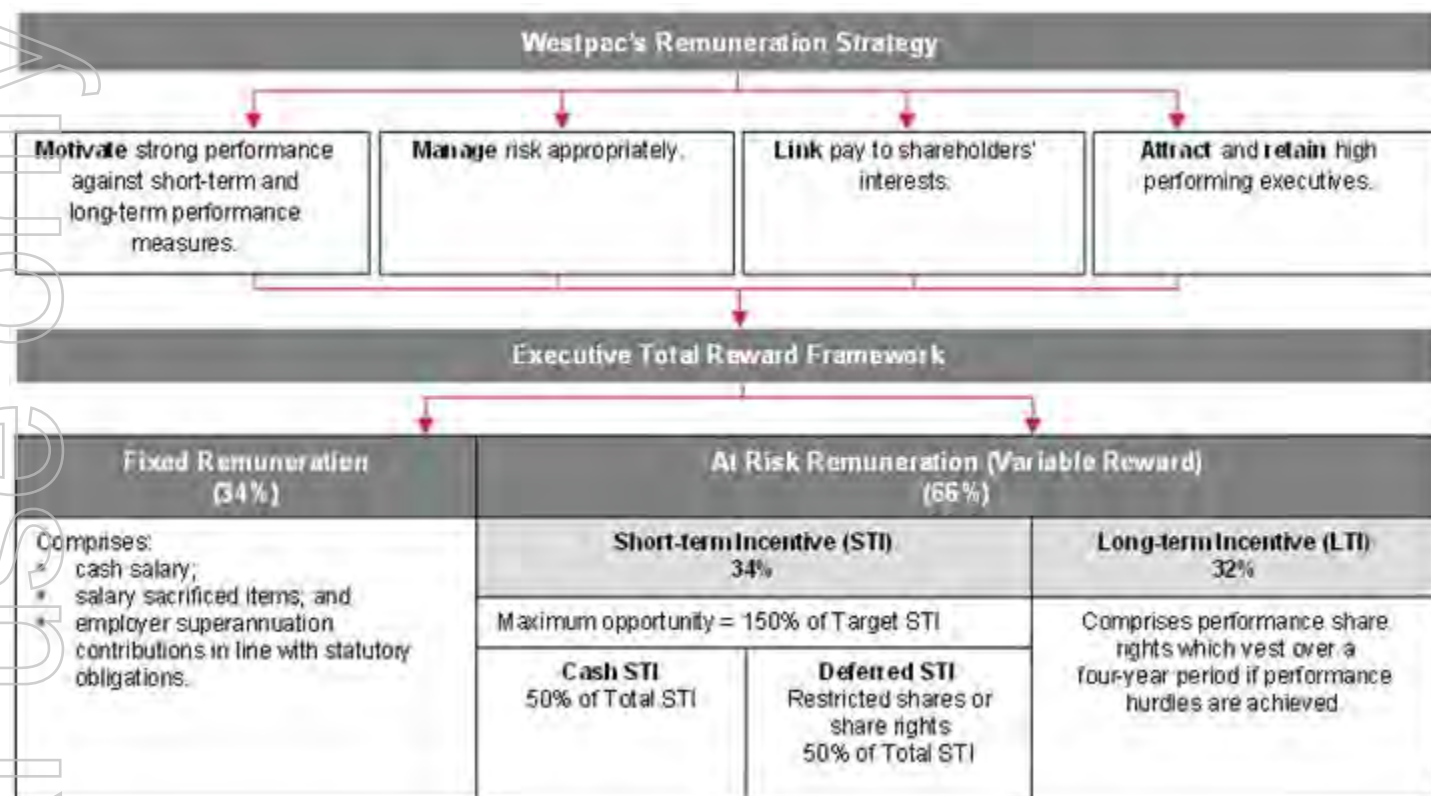 Westpac's Remuneration Strategy
Motivate strong performance
against short-term and
long-term performance
measures.
Manage risk appropriately.
Link pay to shareholders'
interests.
Attract and retain high
performing executives.
Executive Total Reward Framework
Fixed Remuneration
(34%)
At Risk Remuneration (Variable Reward)
(66%)
Comprises:
• cash salary;
• salary sacrificed items; and
• employer superannuation
contributions in line with statutory
obligations.
Short-term Incentive (STI)
34%
Maximum opportunity = 150% of Target STI
Cash STI
50% of Total STI
Deferred STI
Restricted shares or
share rights
50% of Total STI
Long-term Incentive (LTI)
32%
Comprises performance share
rights which vest over a
four-year period if performance
hurdles are achieved